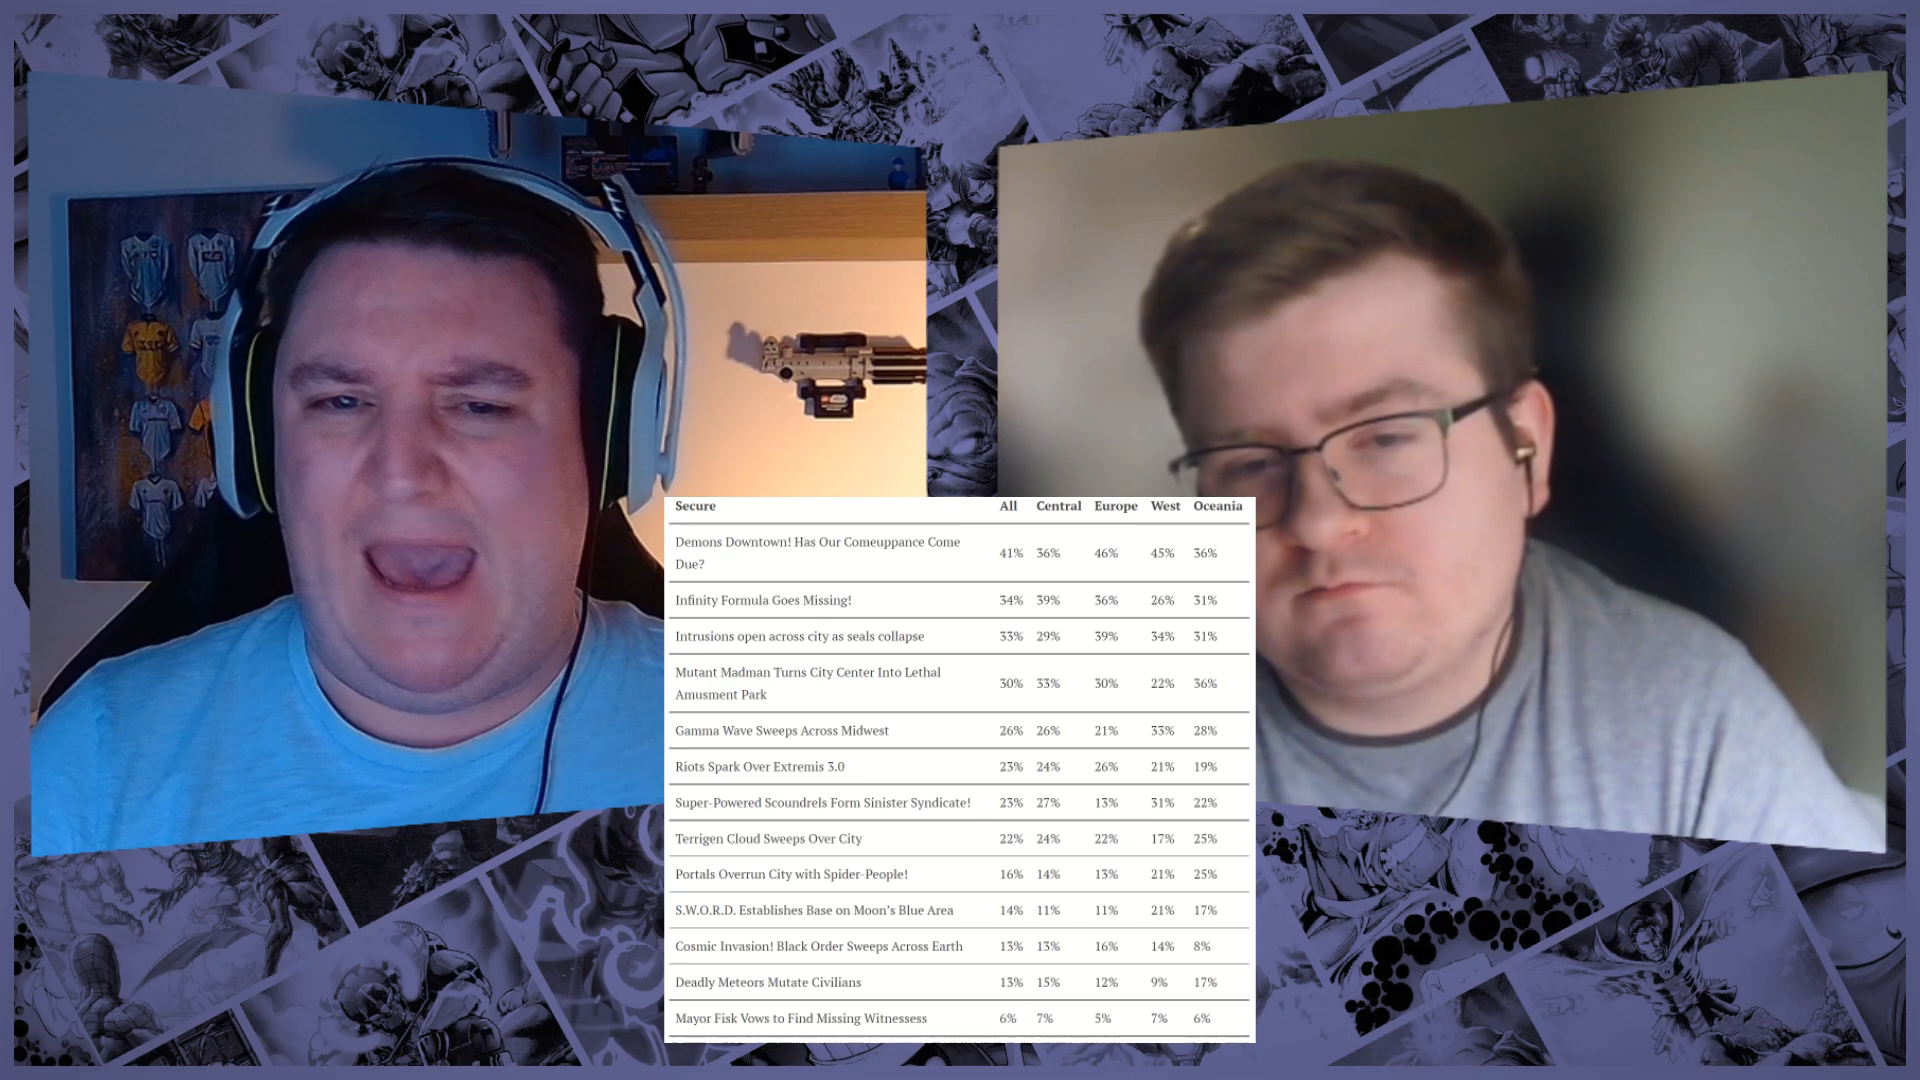 Secure All Central Europe West Oceania
Demons Downtown! Has Our Comeuppance Come
Due? 41% 36% 46% 45% 36%
Infinity Formula Goes Missing! 34% 39% 36% 26% 31%
Intrusions open across city as seals collapse 33% 29% 39% 34% 31%
Mutant Madman Turns City Center Into Lethal
Amusment Park 30% 33% 30% 22% 36%
Gamma Wave Sweeps Across Midwest 26% 26% 21% 33% 28%
Riots Spark Over Extremis 3.0 23% 24% 26% 21% 19%
Super-Powered Scoundrels Form Sinister Syndicate! 23% 27% 13% 31% 22%
Terrigen Cloud Sweeps Over City 22% 24% 22% 17% 25%
Portals Overrun City with Spider-People! 16% 14% 13% 21% 25%
S.W.O.R.D. Establishes Base on Moon's Blue Area 14% 11% 11% 21% 17%
Cosmic Invasion! Black Order Sweeps Across Earth 13% 13% 16% 14% 8%
Deadly Meteors Mutate Civilians 13% 15% 12% 9% 17%
Mayor Fisk Vows to Find Missing Witnessess 6% 7% 5% 7% 6%